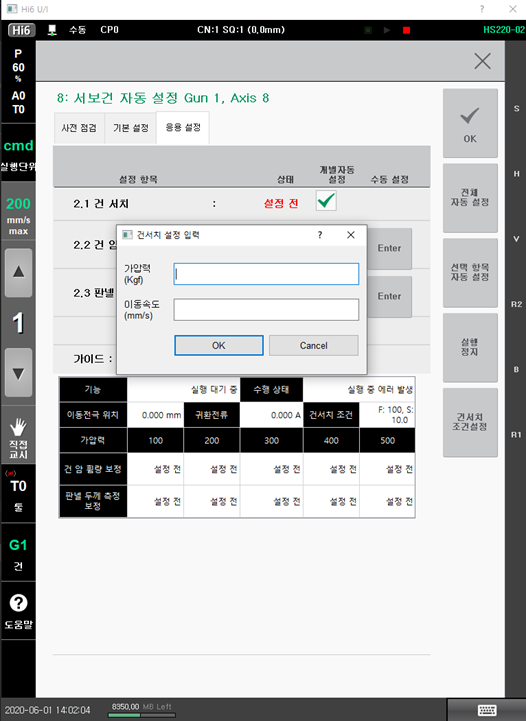 Hi6 U/I
Hi6 수동 CP0 CN:1 SQ:1 (0,0mm) HS220-02
P
60
%
A0
T0
cmd
실행단위
200
mm/s
max
1
직접
교시
T0
툴
G1
건
도움말
8: 서보건 자동 설정 Gun 1, Axis 8
사전 점검 기본 설정 응용 설정
설정 항목 상태 개별자동
설정 수동 설정
2.1 건 서치 : 설정 전
2.2 건 암 Enter
2.3 판넬 Enter
가이드 :
건서치 설정 입력
가압력
(Kgf)
이동속도
(mm/s)
OK Cancel
기능 실행 대기 중 수행 상태 실행 중 에러 발생
이동전극 위치 0.000 mm 귀환전류 0.000 A 건서치 조건 F: 100, S:
10.0
가압력 100 200 300 400 500
건 암 휨량 보정 설정 전 설정 전 설정 전 설정 전 설정 전
판넬 두께 측정
보정 설정 전 설정 전 설정 전 설정 전 설정 전
OK
전체
자동 설정
선택 항목
자동 설정
실행
정지
건서치
조건설정
S
H
V
R2
B
R1
2020-06-01 14:02:04 8350,00 MB Left